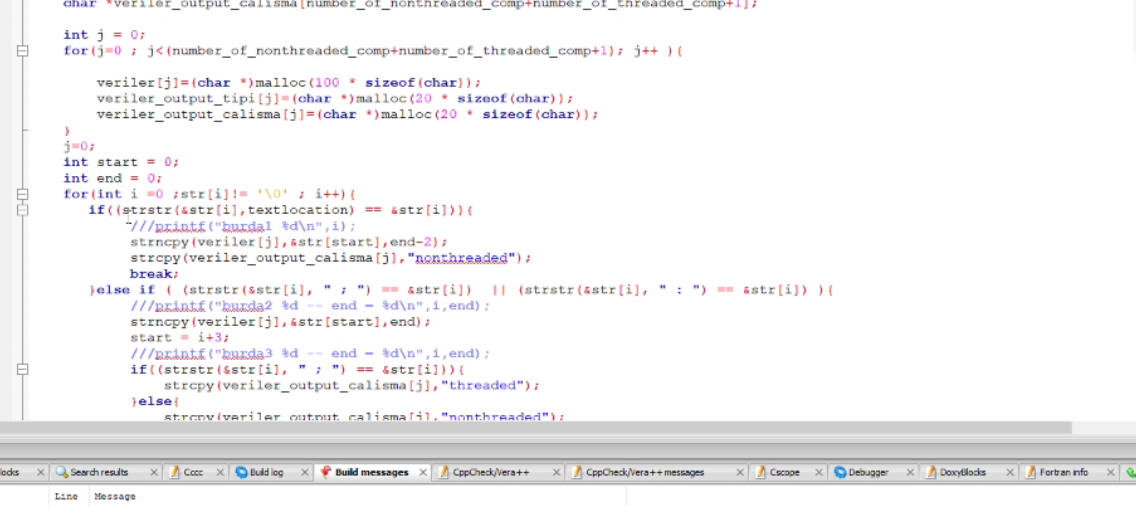 char *veriler_output_calisma[number_of_nonthreaded_comp+number_of_threaded_comp+1];
int j = 0;
for(j=0 ; j<(number_of_nonthreaded_comp+number_of_threaded_comp+1); j++ ){
veriler[j]=(char *)malloc(100 * sizeof(char));
veriler_output_tipi[j]=(char *)malloc(20 * sizeof(char));
veriler_output_calisma[j]=(char *)malloc(20 * sizeof(char));
}
j=0;
int start = 0;
int end = 0;
for(int i =0 ;str[i]!= '\0' ; i++){
if((strstr(&str[i],textlocation) == &str[i])){
///printf("burda1 %d\n",i);
strncpy(veriler[j],&str[start],end-2);
strcpy(veriler_output_calisma[j],"nonthreaded");
break;
}else if ( (strstr(&str[i], " ; ") == &str[i])  || (strstr(&str[i], " : ") == &str[i]) ){
///printf("burda2 %d -- end = %d\n",i,end);
strncpy(veriler[j],&str[start],end);
start = i+3;
///printf("burda3 %d -- end = %d\n",i,end);
if((strstr(&str[i], " ; ") == &str[i])){
strcpy(veriler_output_calisma[j],"threaded");
}else{
strcpy(veriler_output_calisma[j],"nonthreaded");
locks Search results Cccc Build log Build messages CppCheck/Vera++ CppCheck/Vera++ messages Cscope Debugger DoxyBlocks Fortran info
Line Message